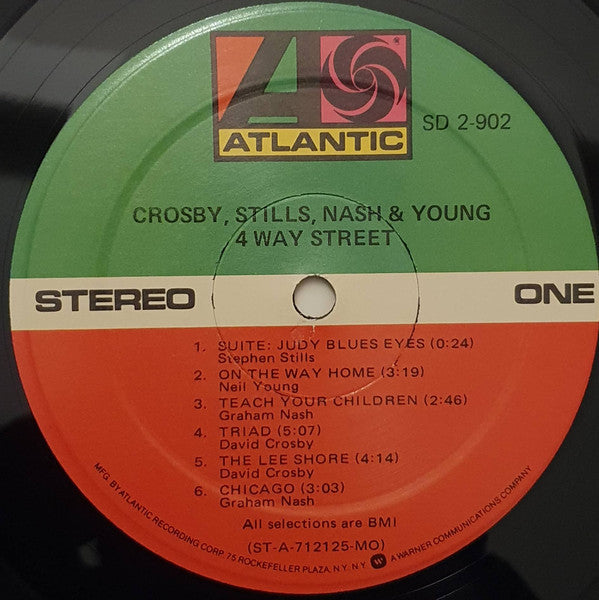 ATLANTIC
®
SD 2-902
CROSBY, STILLS, NASH & YOUNG
4 WAY STREET
STEREO
ONE
1. SUITE: JUDY BLUES EYES (0:24)
Stephen Stills
2. ON THE WAY HOME (3:19)
Neil Young
3. TEACH YOUR CHILDREN (2:46)
Graham Nash
4. TRIAD (5:07)
David Crosby
5. THE LEE SHORE (4:14)
David Crosby
6. CHICAGO (3:03)
Graham Nash
All selections are BMI
(ST-A-712125-MO)
MFG. BY ATLANTIC RECORDING CORP. 75 ROCKEFELLER PLAZA, N.Y. N.Y. W A WARNER COMMUNICATIONS COMPANY